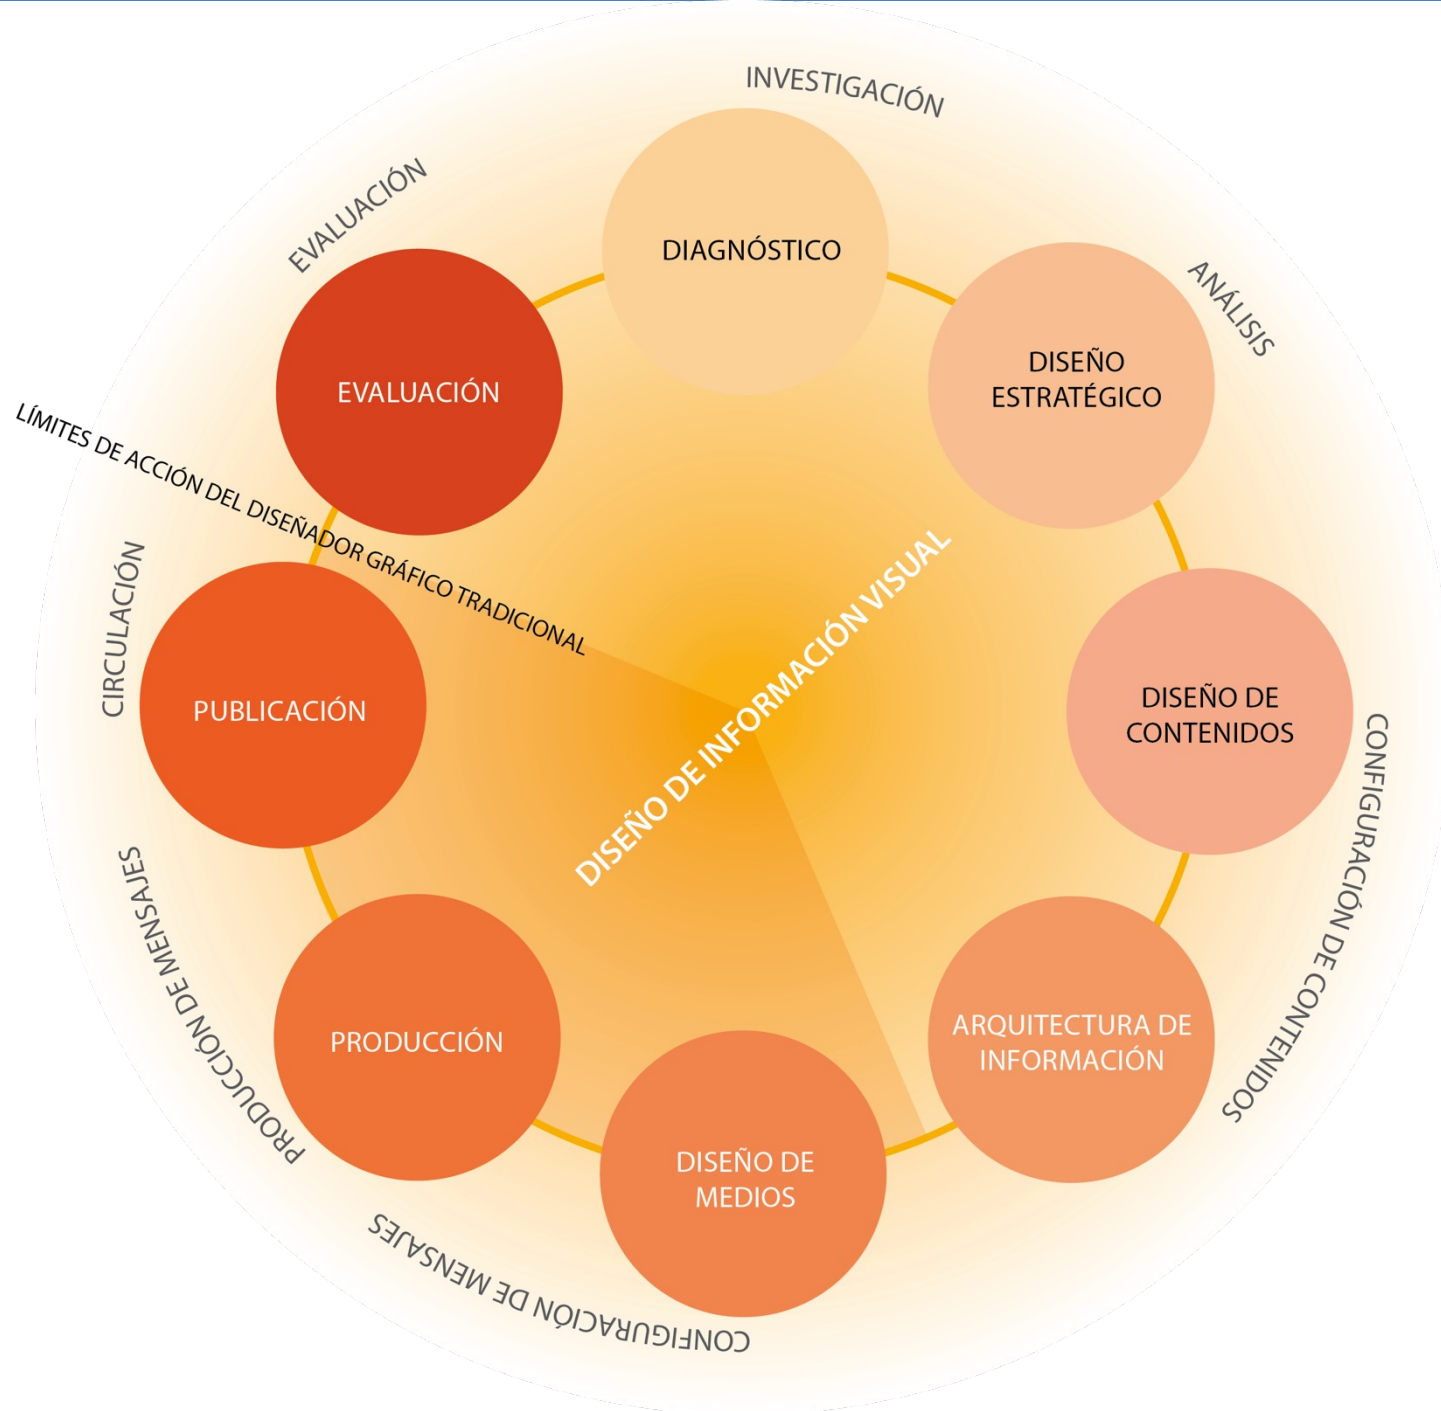 INVESTIGACIÓN
DIAGNÓSTICO
ANÁLISIS
DISEÑO
ESTRATÉGICO
DISEÑO DE
CONTENIDOS
CONFIGURACIÓN DE CONTENIDOS
ARQUITECTURA DE
INFORMACIÓN
DISEÑO DE
MEDIOS
CONFIGURACIÓN DE MENSAJES
PRODUCCIÓN
PRODUCCIÓN DE MENSAJES
PUBLICACIÓN
CIRCULACIÓN
EVALUACIÓN
EVALUACIÓN
LÍMITES DE ACCIÓN DEL DISEÑADOR GRÁFICO TRADICIONAL
DISEÑO DE INFORMACIÓN VISUAL